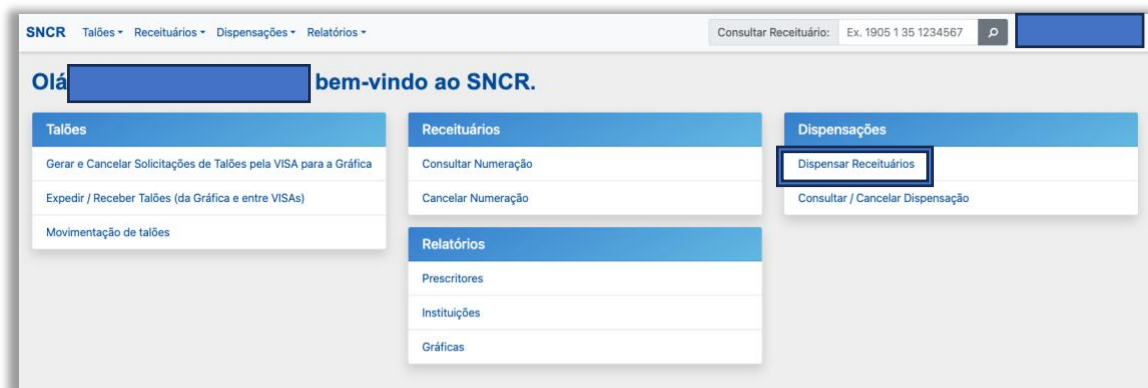 SNCR Talões Receituários Dispensações Relatórios Consultar Receituário: Ex. 1905 1 35 1234567
Olá bem-vindo ao SNCR.
Talões
Gerar e Cancelar Solicitações de Talões pela VISA para a Gráfica
Expedir / Receber Talões (da Gráfica e entre VISAs)
Movimentação de talões
Receituários
Consultar Numeração
Cancelar Numeração
Relatórios
Prescritores
Instituições
Gráficas
Dispensações
Dispensar Receituários
Consultar / Cancelar Dispensação